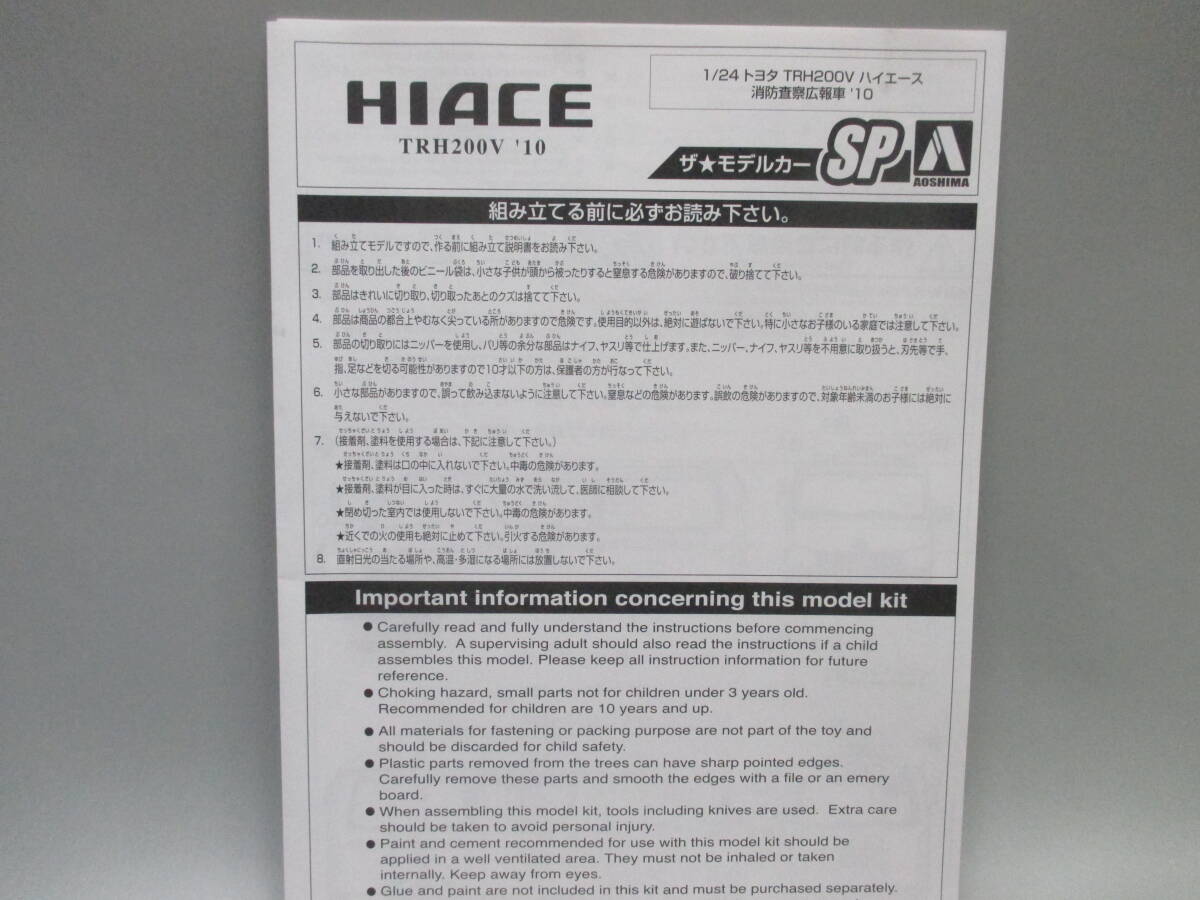 HIACE
TRH200V '10
1/24 トヨタ TRH200V ハイエース
消防査察広報車 '10
ザ★モデルカー SP
AOSHIMA
組み立てる前に必ずお読み下さい。
1. 組み立てモデルですので、作る前に組み立て説明書をお読み下さい。
2. 部品を取り出した後のビニール袋は、小さな子供が頭から被ったりすると窒息する危険がありますので、破り捨てて下さい。
3. 部品はきれいに切り取り、切り取ったあとのクズは捨てて下さい。
4. 部品は商品の都合上やむなく尖っている所がありますので危険です。使用目的以外は、絶対に遊ばないで下さい。特に小さなお子様のいる家庭では注意して下さい。
5. 部品の切り取りにはニッパーを使用し、バリ等の余分な部品はナイフ、ヤスリ等で仕上げます。また、ニッパー、ナイフ、ヤスリ等を不用意に取り扱うと、刃先等で手、
指、足などを切る可能性がありますので10才以下の方は、保護者の方が行なって下さい。
6. 小さな部品がありますので、誤って飲み込まないように注意して下さい。窒息などの危険があります。誤飲の危険がありますので、対象年齢未満のお子様には絶対に
与えないで下さい。
7. (接着剤、塗料を使用する場合は、下記に注意して下さい。)
★接着剤、塗料は口の中に入れないで下さい。中毒の危険があります。
★接着剤、塗料が目に入った時は、すぐに大量の水で洗い流して、医師に相談して下さい。
★閉め切った室内では使用しないで下さい。中毒の危険があります。
★近くでの火の使用も絶対に止めて下さい。引火する危険があります。
8. 直射日光の当たる場所や、高温・多湿になる場所には放置しないで下さい。
Important information concerning this model kit
● Carefully read and fully understand the instructions before commencing
assembly. A supervising adult should also read the instructions if a child
assembles this model. Please keep all instruction information for future
reference.
● Choking hazard, small parts not for children under 3 years old.
Recommended for children are 10 years and up.
● All materials for fastening or packing purpose are not part of the toy and
should be discarded for child safety.
● Plastic parts removed from the trees can have sharp pointed edges.
Carefully remove these parts and smooth the edges with a file or an emery
board.
● When assembling this model kit, tools including knives are used. Extra care
should be taken to avoid personal injury.
● Paint and cement recommended for use with this model kit should be
applied in a well ventilated area. They must not be inhaled or taken
internally. Keep away from eyes.
● Glue and paint are not included in this kit and must be purchased separately.